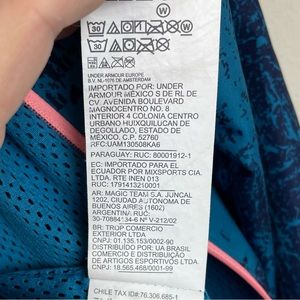 30
W
W
30
UNDER ARMOUR EUROPE
B.V. NL-1076 DE-AMSTERDAM
IMPORTADO POR: UNDER
ARMOUR MÉXICO S DE RL DE
CV. AVENIDA BOULEVARD
MAGNOCENTRO NO. 8
INTERIOR 4 COLONIA CENTRO
URBANO HUIXQUILUCAN DE
DEGOLLADO, ESTADO DE
MÉXICO, C.P. 52760
RFC:UAM130508KA6
PARAGUAY: RUC: 80001912-1
EC: IMPORTADO PARA EL
ECUADOR POR MIXSPORTS CIA.
LTDA. RTE INEN 013
RUC: 1791413210001
AR: MAGIC TEAM S.A. JUNCAL
1202, CIUDAD AUTÓNOMA DE
BUENOS AIRES (1602)
ARGENTINA. RUC:
30-70884134-6 Nº V-212/02
BR: TROP COMERCIO
EXTERIOR LTDA
CNPJ: 01.135.153/0002-90
DISTRIBUIDO POR: UA BRASIL
COMERCIO E DISTRIBUIÇÃO
DE ARTIGOS ESPORTIVOS LTDA.
CNPJ: 18.565.468/0001-99
CHILE TAX ID#: 76.306.685-1